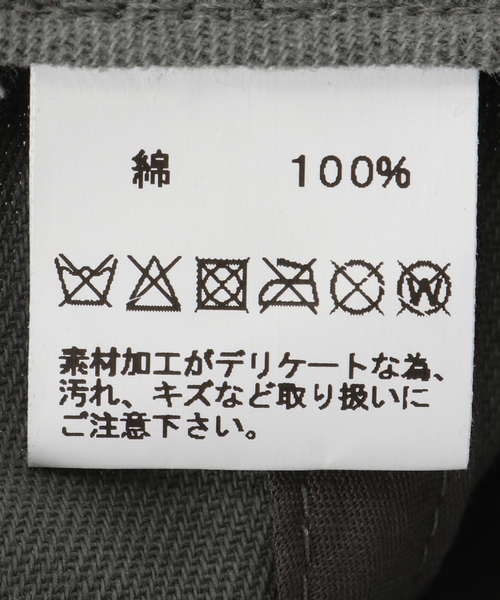 綿 100%
W
素材加工がデリケートな為、
汚れ、キズなど取り扱いに
ご注意下さい。